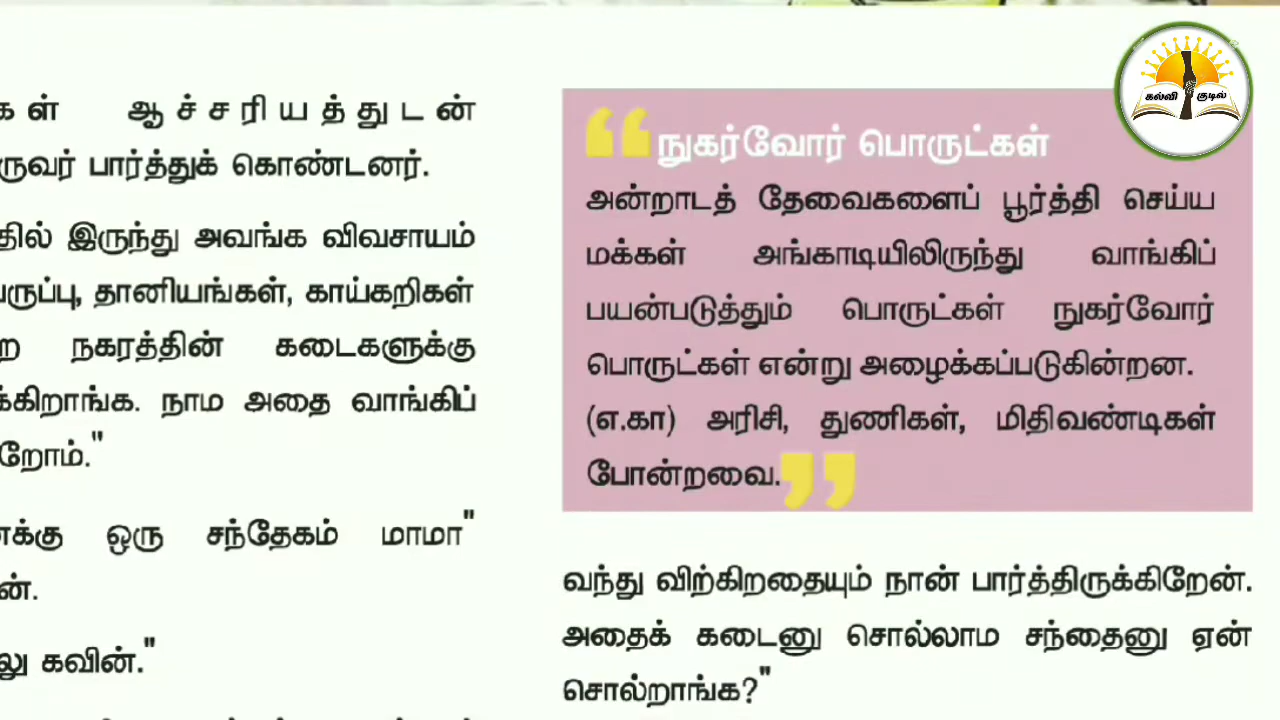 ஆச்சரியத்துடன்
பார்த்துக் கொண்டனர்.
இருந்து அவங்க விவசாயம்
தானியங்கள், காய்கறிகள்
நகரத்தின் கடைகளுக்கு
நாம அதை வாங்கிப்
ஒரு சந்தேகம் மாமா"
கவின்."
நுகர்வோர் பொருட்கள்
அன்றாடத் தேவைகளைப் பூர்த்தி செய்ய
மக்கள் அங்காடியிலிருந்து வாங்கிப்
பயன்படுத்தும் பொருட்கள் நுகர்வோர்
பொருட்கள் என்று அழைக்கப்படுகின்றன.
(எ.கா) அரிசி, துணிகள், மிதிவண்டிகள்
போன்றவை.
வந்து விற்கிறதையும் நான் பார்த்திருக்கிறேன்.
அதைக் கடைனு சொல்லாம சந்தைனு ஏன்
சொல்றாங்க?"
கல்வி குடில்